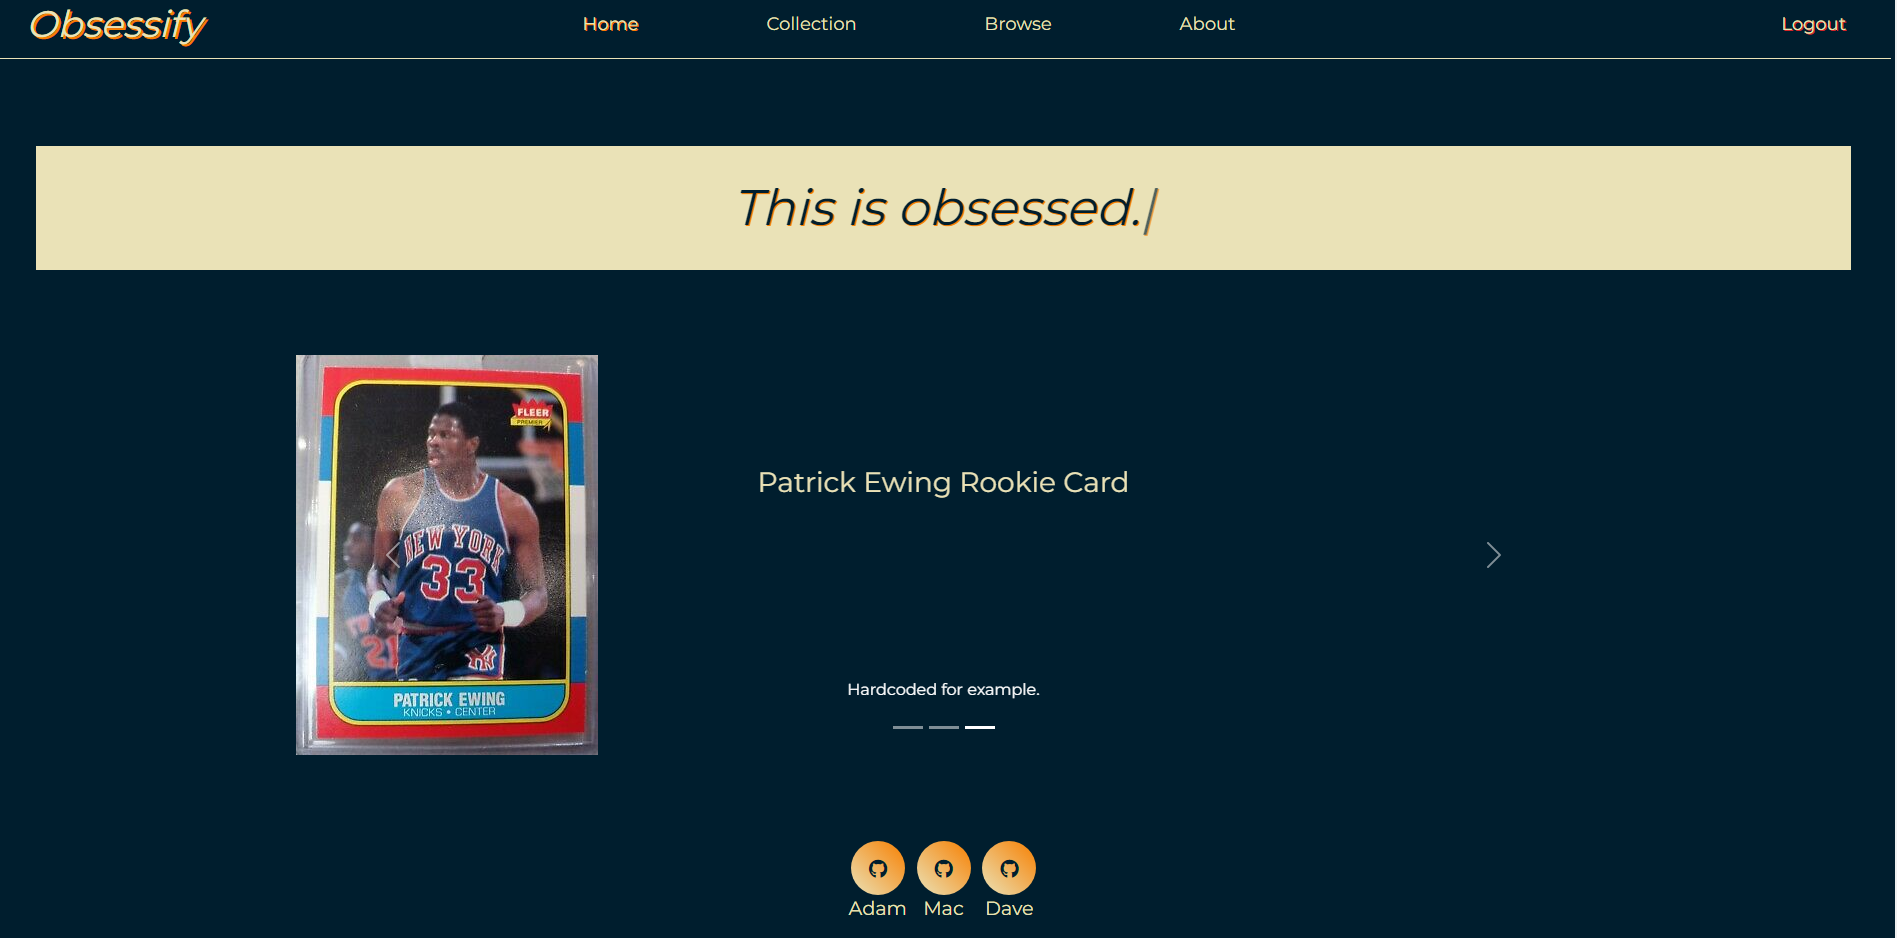 Obsessify
Home
Collection
Browse
About
Logout
This is obsessed.|
FLEER
PREMIER
NEW YORK
33
21
NY
PATRICK EWING
KNICKS • CENTER
Patrick Ewing Rookie Card
Hardcoded for example.
Adam
Mac
Dave